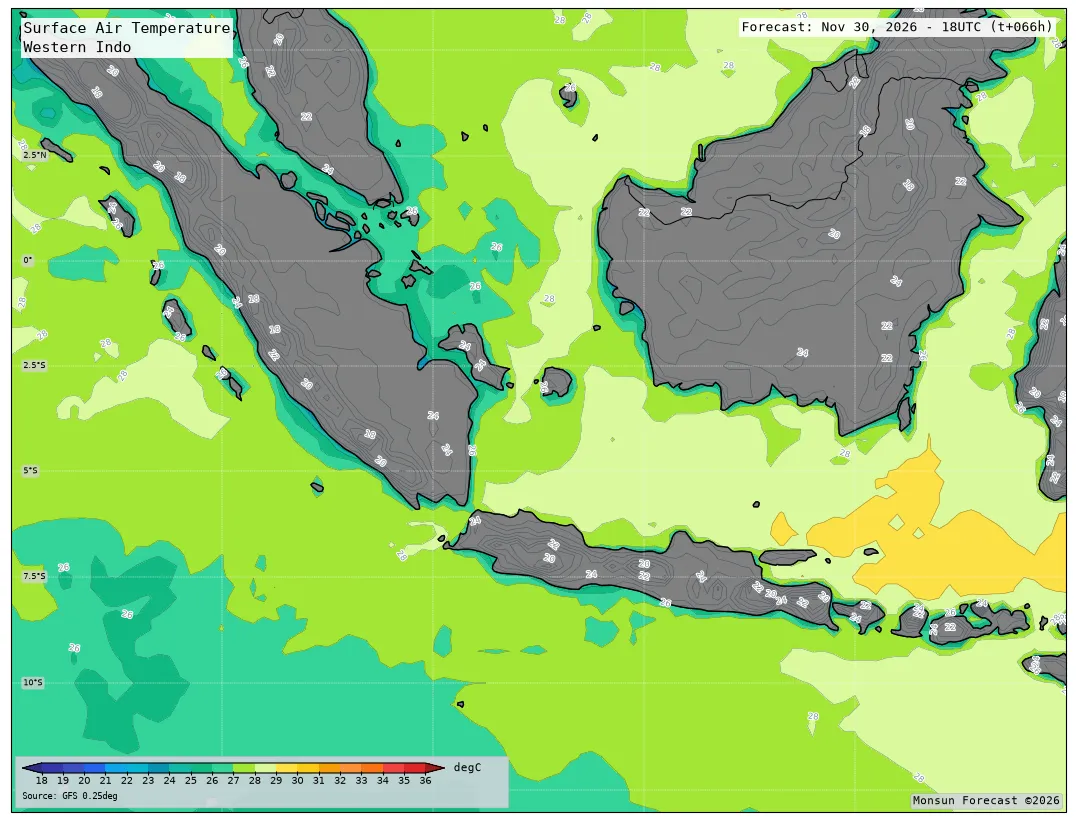 Surface Air Temperature
Western Indo
Forecast: Nov 30, 2026 - 18UTC (t+066h)
2.5°N
0°
2.5°S
5°S
7.5°S
10°S
degC
18 19 20 21 22 23 24 25 26 27 28 29 30 31 32 33 34 35 36
Source: GFS 0.25deg
Monsun Forecast ©2026